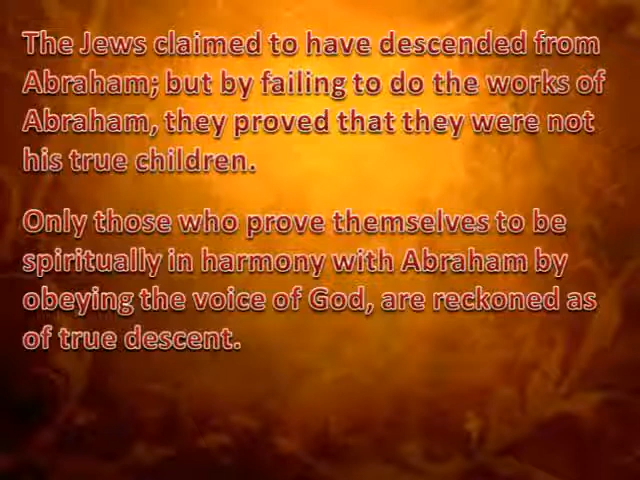 The Jews claimed to have descended from
Abraham; but by failing to do the works of
Abraham, they proved that they were not
his true children.
Only those who prove themselves to be
spiritually in harmony with Abraham by
obeying the voice of God, are reckoned as
of true descent.